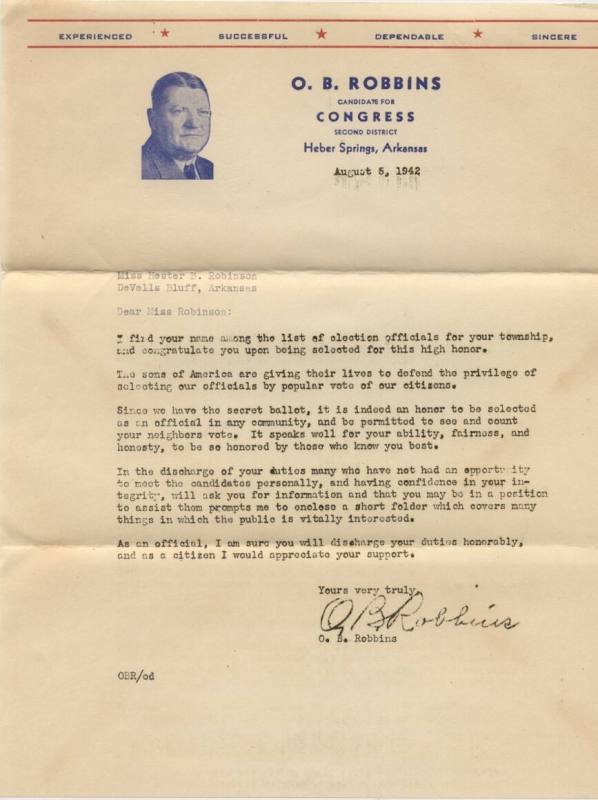 EXPERIENCED ★ SUCCESSFUL ★ DEPENDABLE ★ SINCERE
O. B. ROBBINS
CANDIDATE FOR
CONGRESS
SECOND DISTRICT
Heber Springs, Arkansas
August 5, 1942
Miss Hester B. Robinson
DeValls Bluff, Arkansas
Dear Miss Robinson:
I find your name among the list of election officials for your township,
and congratulate you upon being selected for this high honor.
The sons of America are giving their lives to defend the privilege of
selecting our officials by popular vote of our citizens.
Since we have the secret ballot, it is indeed an honor to be selected
as an official in any community, and be permitted to see and count
your neighbors vote. It speaks well for your ability, fairness, and
honesty, to be so honored by those who know you best.
In the discharge of your duties many who have not had an opportunity
to meet the candidates personally, and having confidence in your in-
tegrity, will ask you for information and that you may be in a position
to assist them prompts me to enclose a short folder which covers many
things in which the public is vitally interested.
As an official, I am sure you will discharge your duties honorably,
and as a citizen I would appreciate your support.
Yours very truly,
O B Robbins
O. B. Robbins
OBR/od